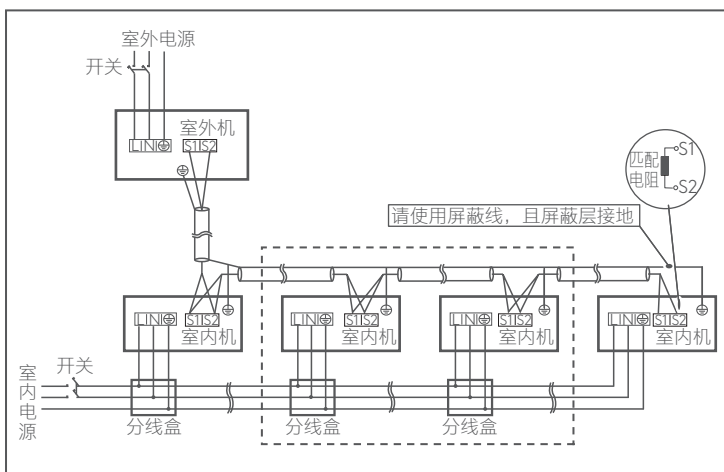 室外电源
开关
室外机
L|N|⏚ S1|S2
匹配
电阻
S1
S2
请使用屏蔽线，且屏蔽层接地
L|N|⏚ S1|S2
室内机
L|N|⏚ S1|S2
室内机
L|N|⏚ S1|S2
室内机
L|N|⏚ S1|S2
室内机
室内电源
开关
分线盒
分线盒
分线盒